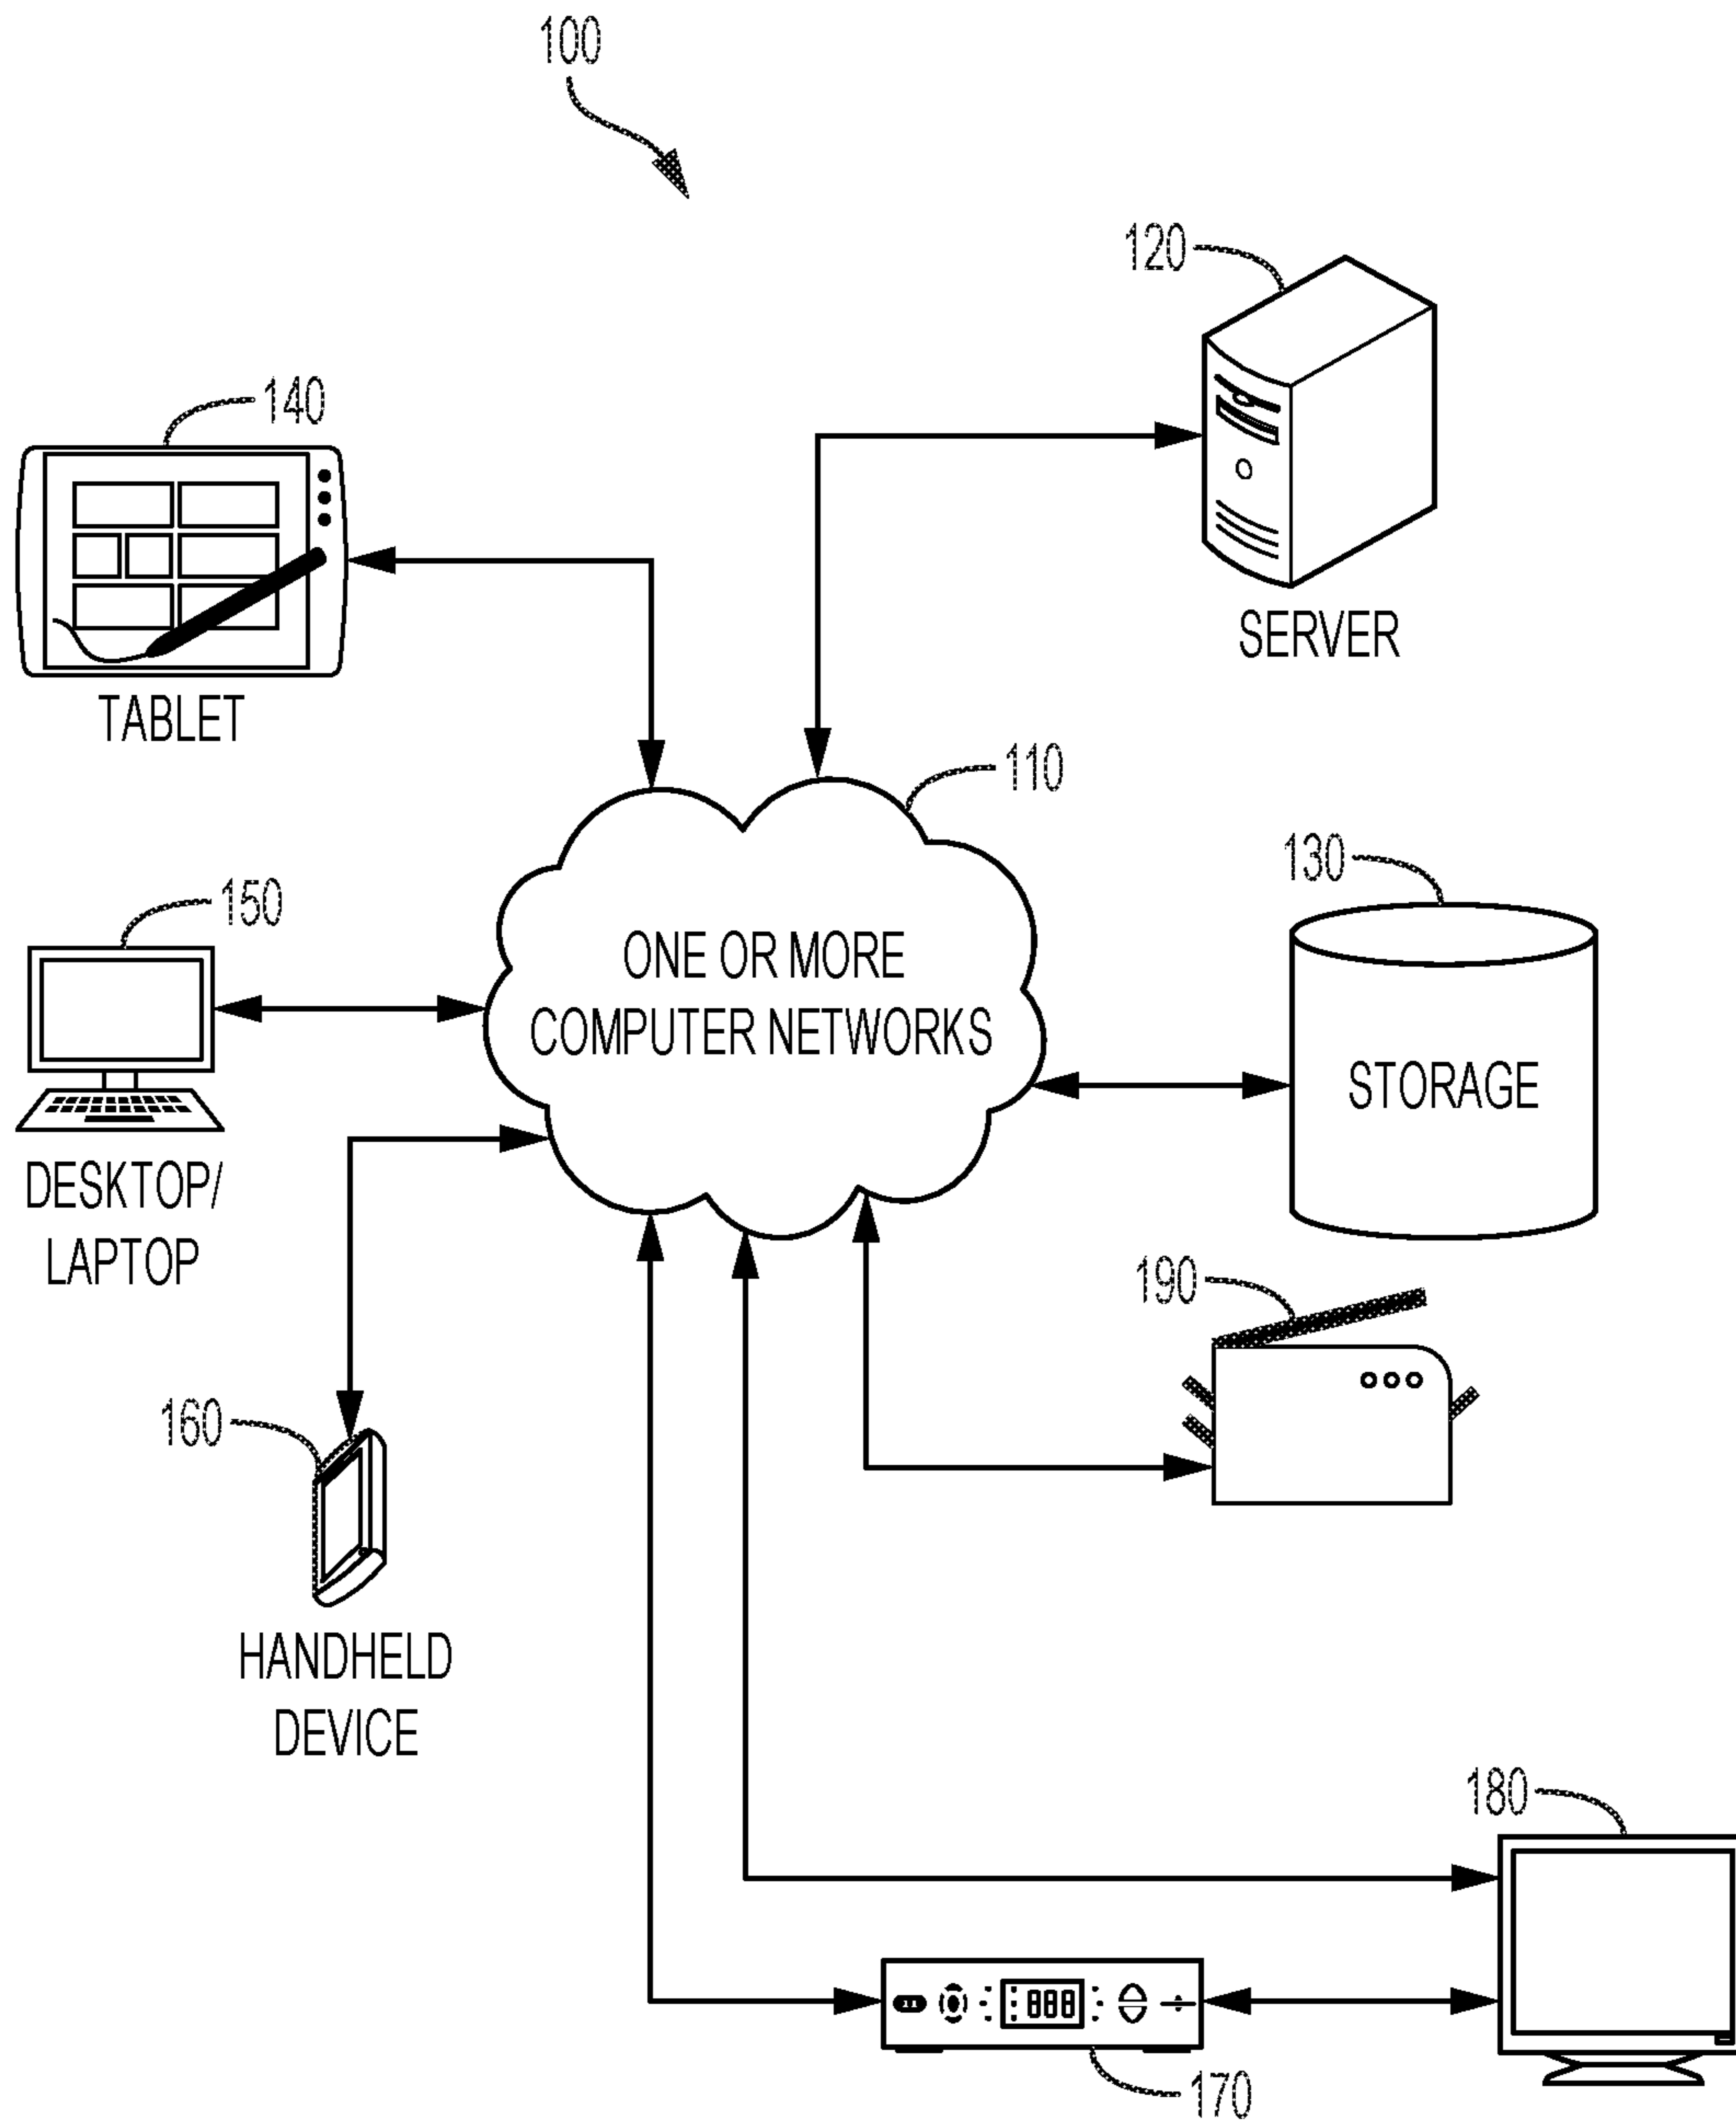 100
120
SERVER
140
TABLET
110
ONE OR MORE
COMPUTER NETWORKS
130
STORAGE
150
DESKTOP/
LAPTOP
190
160
HANDHELD
DEVICE
180
888
170